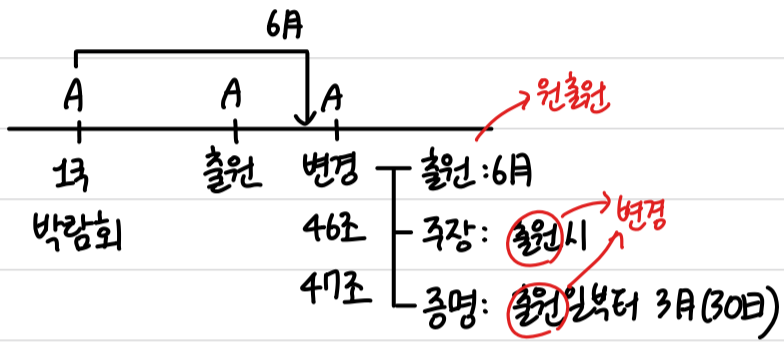 6月
A A A
1국 출원 변경 출원 : 6月 원출원
박람회 46조 주장 : 출원시 변경
47조 증명 : 출원일부터 3月(30日)